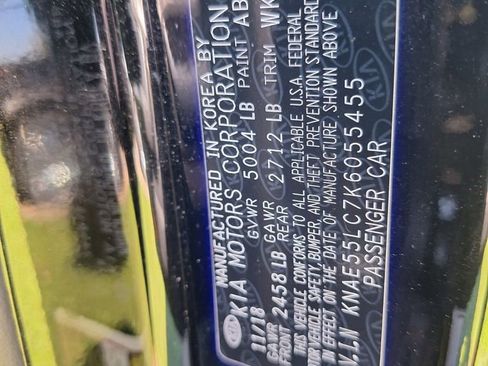 MANUFACTURED IN KOREA BY
KIA MOTORS CORPORATION
11/18 GVWR 5004 LB PAINT AB
GAWR FRONT 2458 LB GAWR REAR 2712 LB TRIM WK
THIS VEHICLE CONFORMS TO ALL APPLICABLE U.S.A. FEDERAL
MOTOR VEHICLE SAFETY, BUMPER, AND THEFT PREVENTION STANDARDS
IN EFFECT ON THE DATE OF MANUFACTURE SHOWN ABOVE
V.I.N KNAE55LC7K6055455
PASSENGER CAR